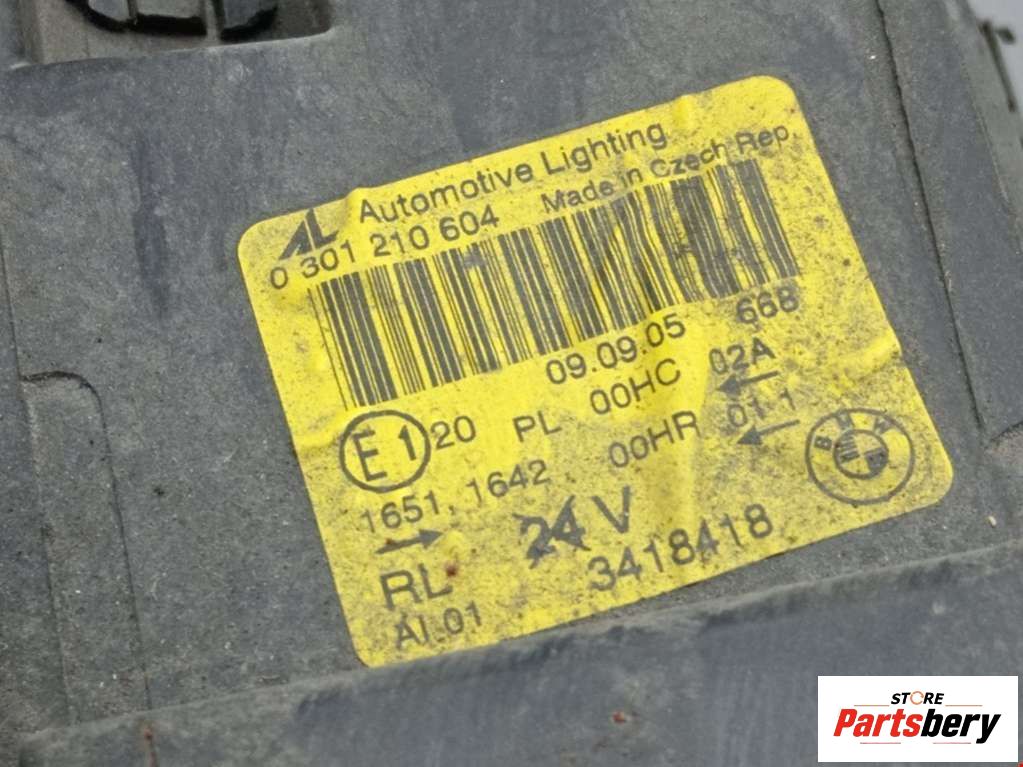 AL Automotive Lighting
0 301 210 604 Made in Czech Rep.
09.09.05 668
E1 20 PL 00HC 02A
1651, 1642 00HR 01 1
24 V
RL 3418418
AI.01
BMW
STORE
Partsbery